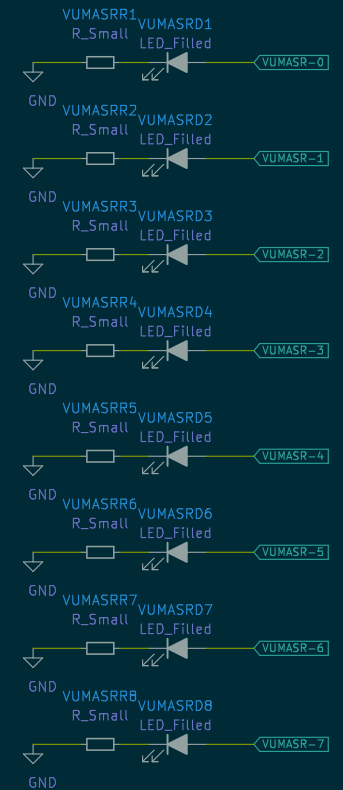 VUMASRR1
VUMASRD1
R_Small
LED_Filled
VUMASR-0
GND
VUMASRR2
VUMASRD2
R_Small
LED_Filled
VUMASR-1
GND
VUMASRR3
VUMASRD3
R_Small
LED_Filled
VUMASR-2
GND
VUMASRR4
VUMASRD4
R_Small
LED_Filled
VUMASR-3
GND
VUMASRR5
VUMASRD5
R_Small
LED_Filled
VUMASR-4
GND
VUMASRR6
VUMASRD6
R_Small
LED_Filled
VUMASR-5
GND
VUMASRR7
VUMASRD7
R_Small
LED_Filled
VUMASR-6
GND
VUMASRR8
VUMASRD8
R_Small
LED_Filled
VUMASR-7
GND